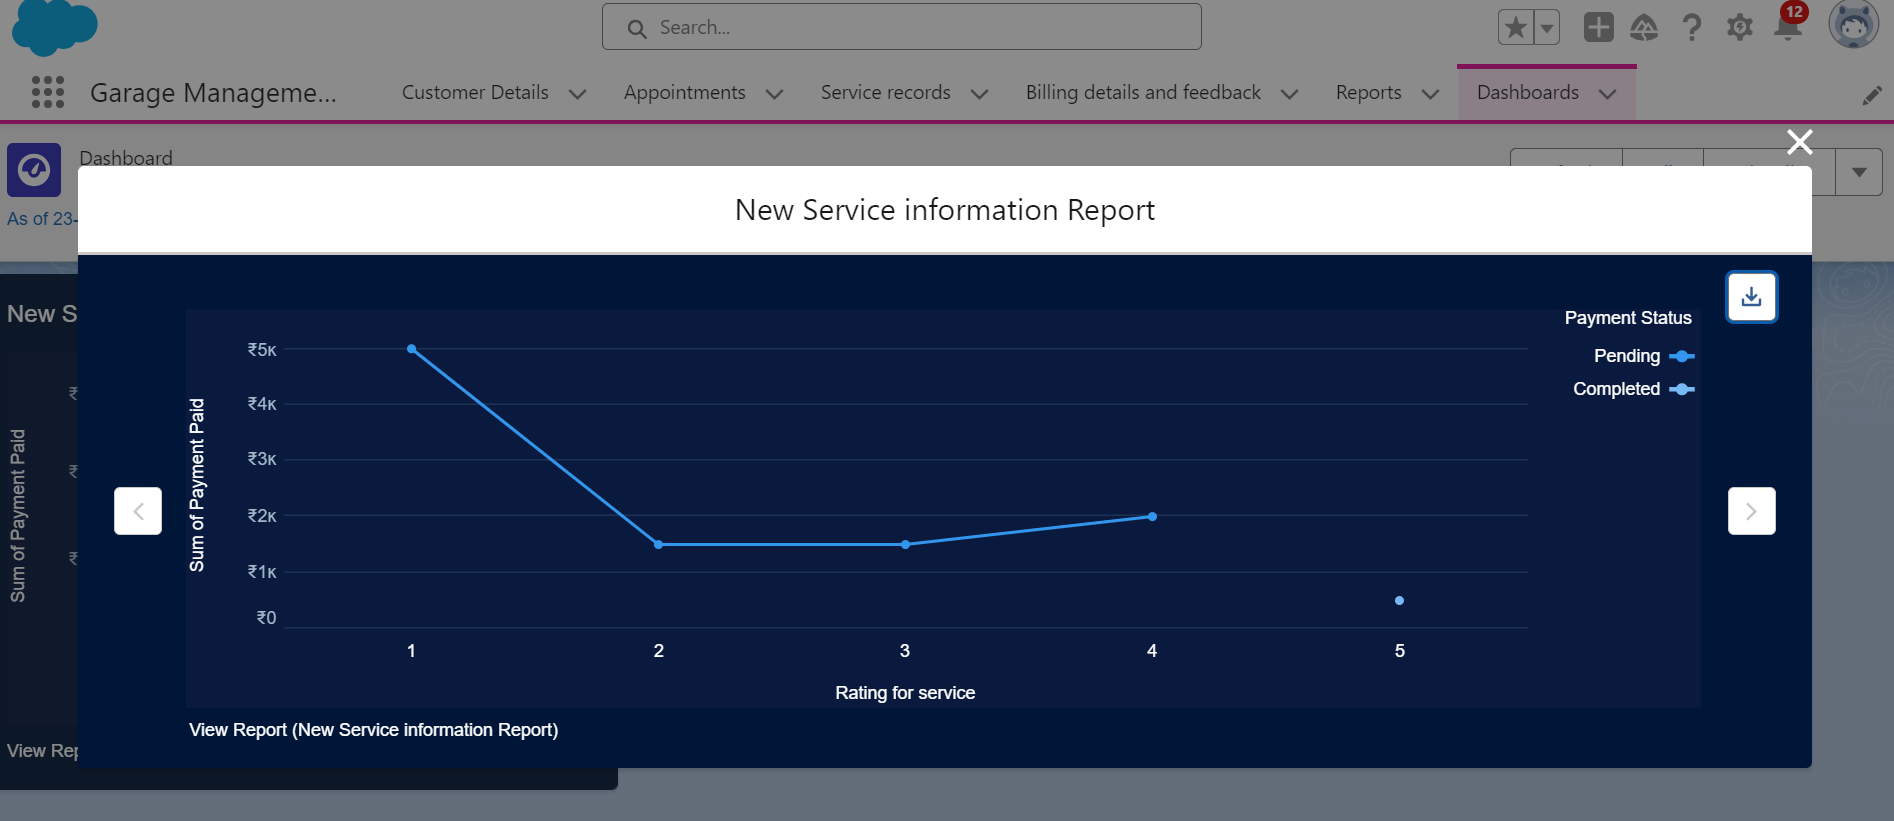 Search...
12
Garage Manageme...
Customer Details
Appointments
Service records
Billing details and feedback
Reports
Dashboards
Dashboard
As of 23-
New Service information Report
New S
Payment Status
Pending
Completed
₹5K
₹4K
₹3K
₹2K
₹1K
₹0
Sum of Payment Paid
Sum of Payment Paid
₹
₹
₹
1 2 3 4 5
Rating for service
View Report (New Service information Report)
View Rep